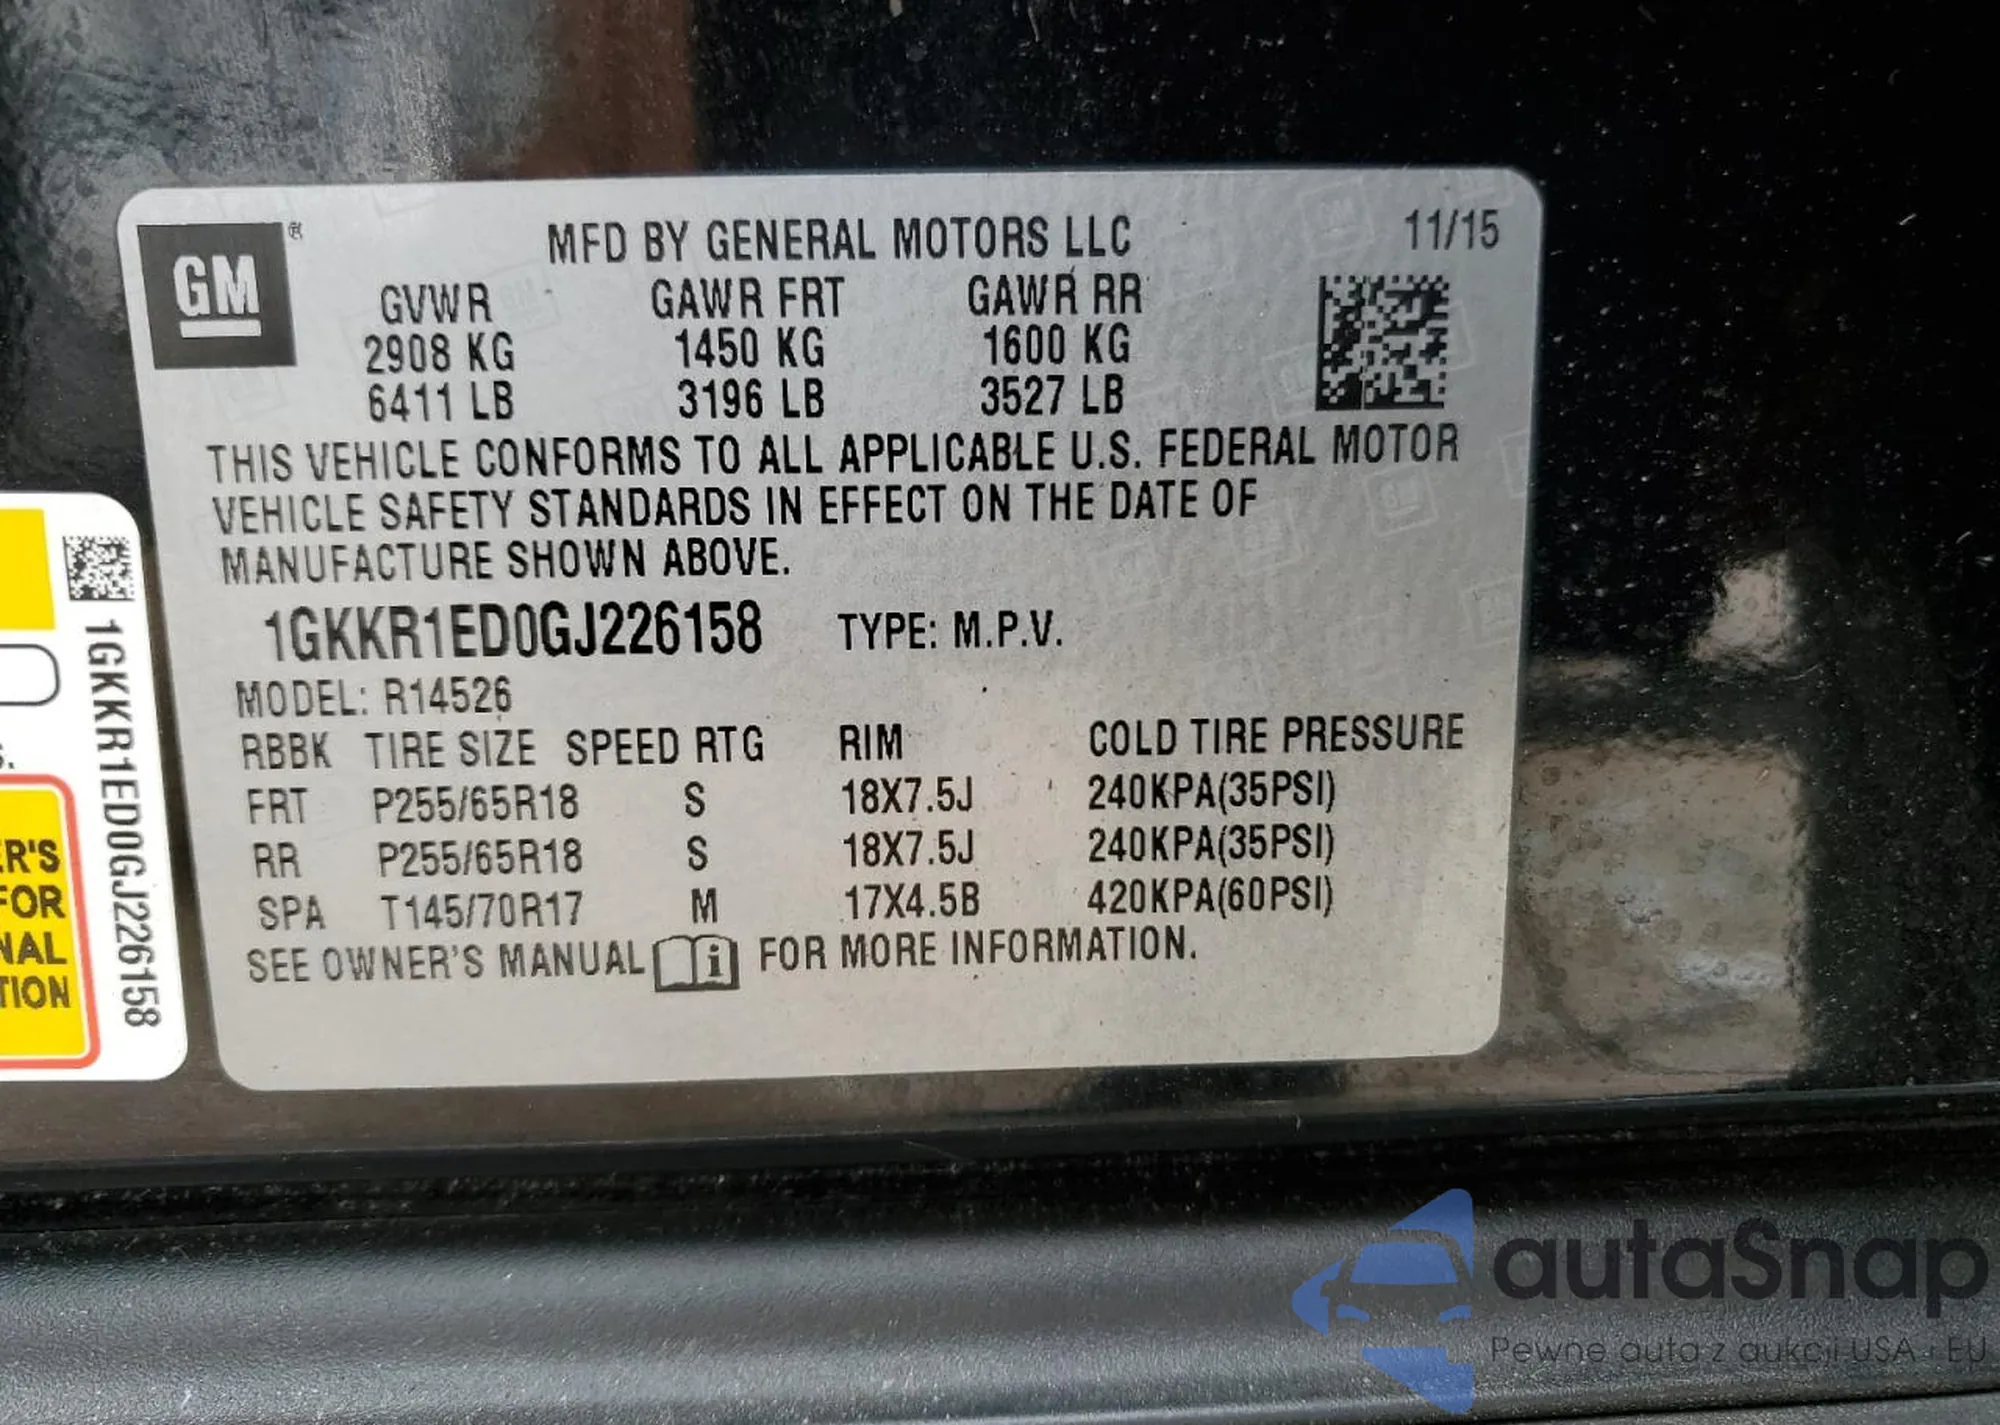 GM®
MFD BY GENERAL MOTORS LLC 11/15
GVWR GAWR FRT GAWR RR
2908 KG 1450 KG 1600 KG
6411 LB 3196 LB 3527 LB
THIS VEHICLE CONFORMS TO ALL APPLICABLE U.S. FEDERAL MOTOR
VEHICLE SAFETY STANDARDS IN EFFECT ON THE DATE OF
MANUFACTURE SHOWN ABOVE.
1GKKR1ED0GJ226158 TYPE: M.P.V.
MODEL: R14526
RBBK TIRE SIZE SPEED RTG RIM COLD TIRE PRESSURE
FRT P255/65R18 S 18X7.5J 240KPA(35PSI)
RR P255/65R18 S 18X7.5J 240KPA(35PSI)
SPA T145/70R17 M 17X4.5B 420KPA(60PSI)
SEE OWNER'S MANUAL i FOR MORE INFORMATION.
1GKKR1ED0GJ226158
ER'S
FOR
NAL
TION
autaSnap
Pewne auta z aukcji USA i EU